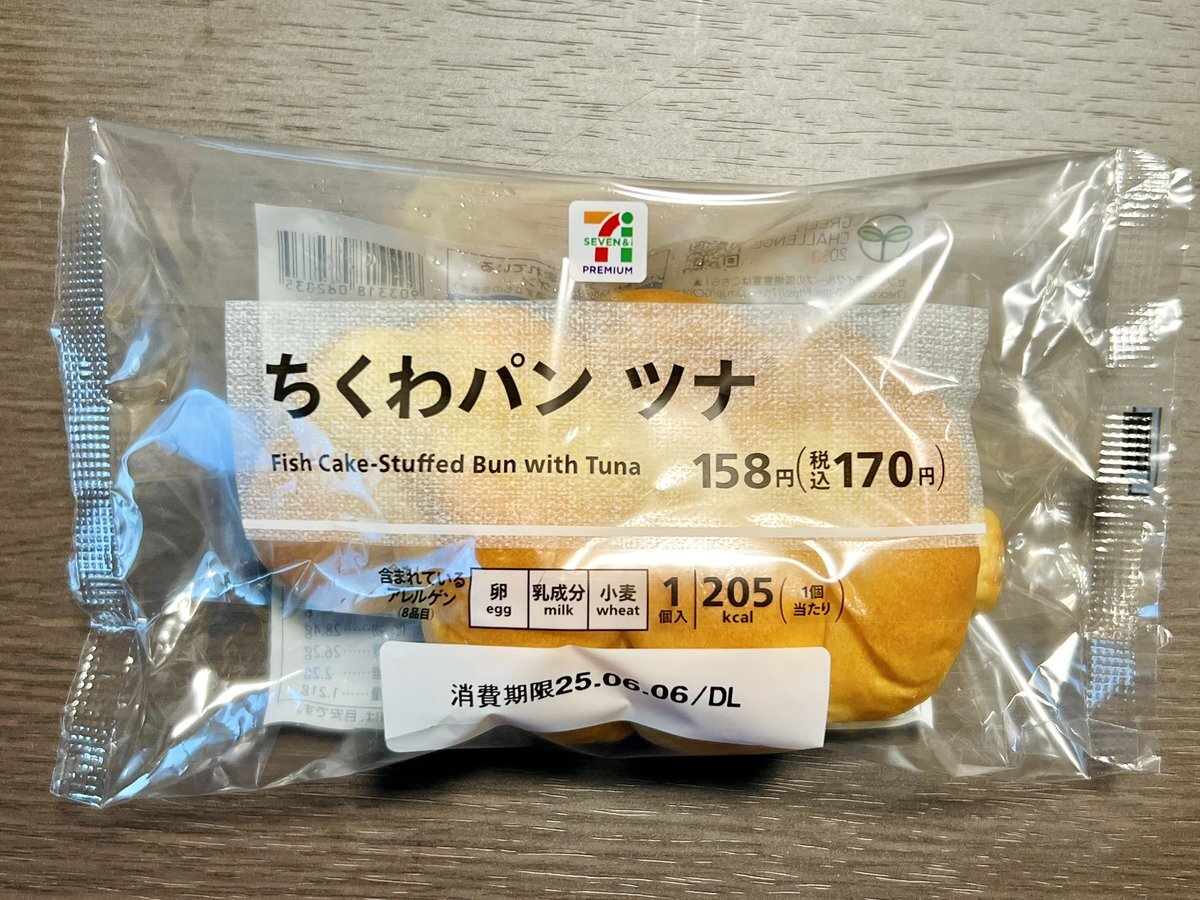 SEVEN&i
PREMIUM
GREEN
CHALLENGE
2050
ちくわパン ツナ
Fish Cake-Stuffed Bun with Tuna
158円(税込170円)
含まれている
アレルゲン
(8品目)
卵
egg
乳成分
milk
小麦
wheat
1
個入
205
kcal
(1個
当たり)
消費期限25.06.06/DL